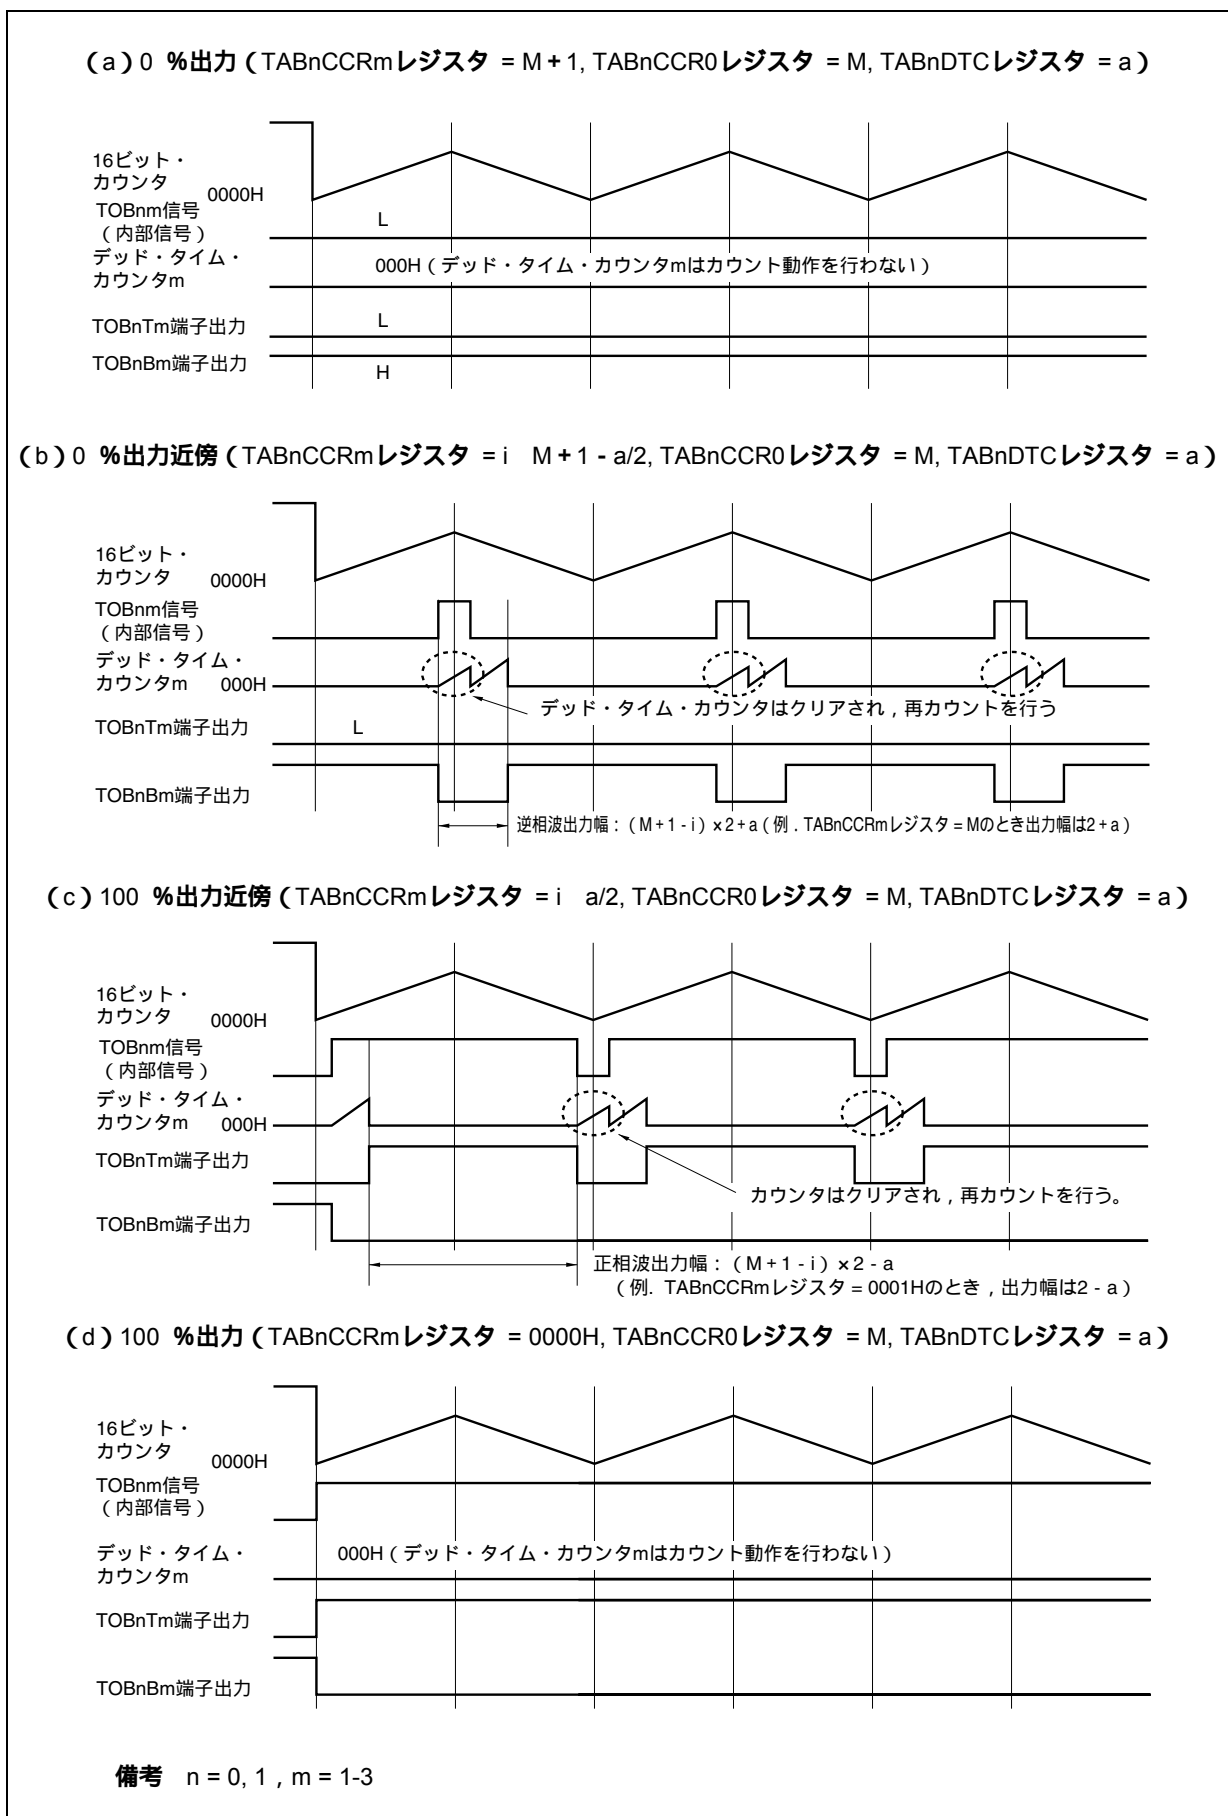 (a) 0 %出力(TABnCCRmレジスタ = M + 1, TABnCCR0レジスタ = M, TABnDTCレジスタ = a)
16ビット・
カウンタ 0000H
TOBnm信号
(内部信号)
L
デッド・タイム・
カウンタm
000H(デッド・タイム・カウンタmはカウント動作を行わない)
TOBnTm端子出力
L
TOBnBm端子出力
H
(b) 0 %出力近傍(TABnCCRmレジスタ = i M + 1 - a/2, TABnCCR0レジスタ = M, TABnDTCレジスタ = a)
16ビット・
カウンタ 0000H
TOBnm信号
(内部信号)
デッド・タイム・
カウンタm 000H
デッド・タイム・カウンタはクリアされ,再カウントを行う
TOBnTm端子出力
L
TOBnBm端子出力
逆相波出力幅:(M + 1 - i)×2 + a(例.TABnCCRmレジスタ = Mのとき出力幅は2 + a)
(c) 100 %出力近傍(TABnCCRmレジスタ = i a/2, TABnCCR0レジスタ = M, TABnDTCレジスタ = a)
16ビット・
カウンタ 0000H
TOBnm信号
(内部信号)
デッド・タイム・
カウンタm 000H
TOBnTm端子出力
カウンタはクリアされ,再カウントを行う。
TOBnBm端子出力
正相波出力幅:(M + 1 - i)×2 - a
(例. TABnCCRmレジスタ = 0001Hのとき,出力幅は2 - a)
(d) 100 %出力(TABnCCRmレジスタ = 0000H, TABnCCR0レジスタ = M, TABnDTCレジスタ = a)
16ビット・
カウンタ 0000H
TOBnm信号
(内部信号)
デッド・タイム・
カウンタm
000H(デッド・タイム・カウンタmはカウント動作を行わない)
TOBnTm端子出力
TOBnBm端子出力
備考 n = 0, 1 , m = 1-3